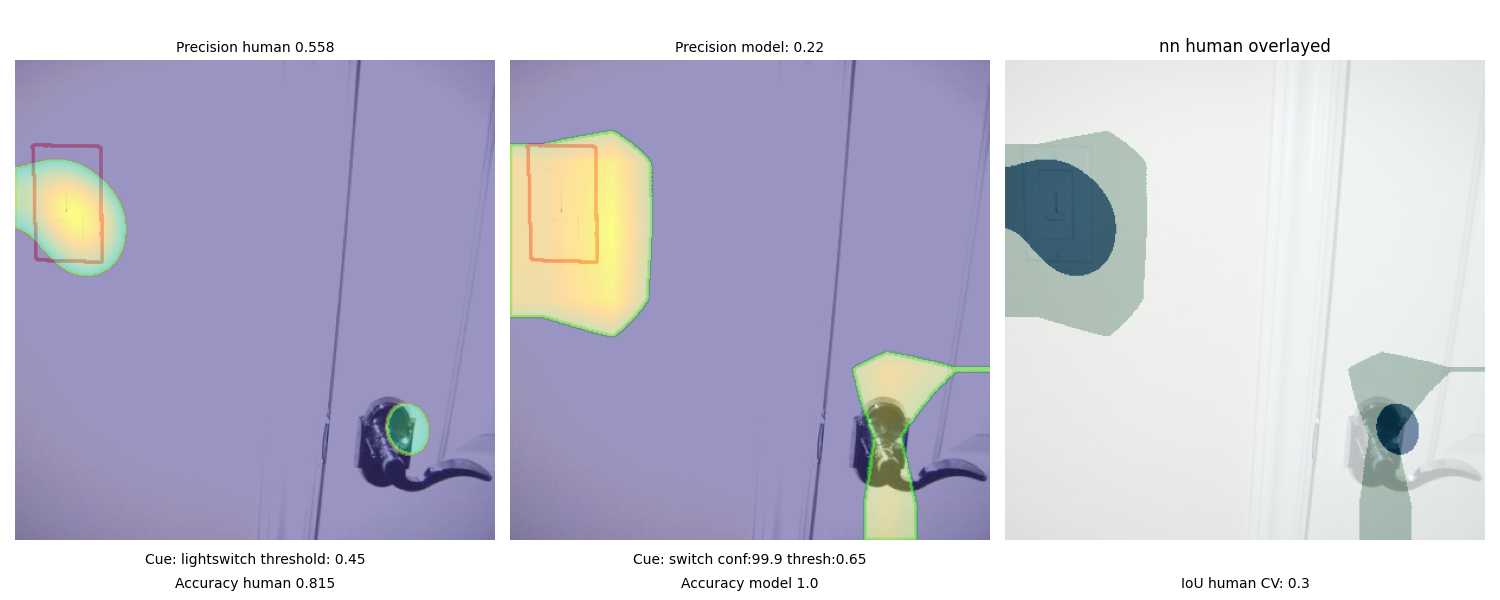 Precision human 0.558
Precision model: 0.22
nn human overlayed
Cue: lightswitch threshold: 0.45
Cue: switch conf:99.9 thresh:0.65
Accuracy human 0.815
Accuracy model 1.0
IoU human CV: 0.3